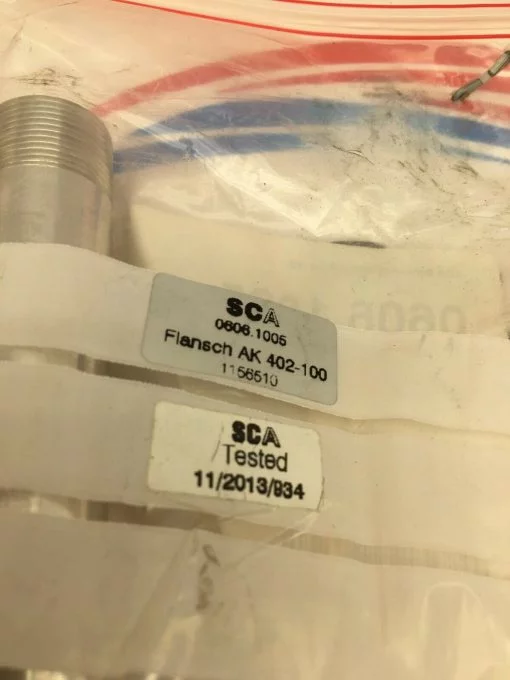 SCA
0606.1005
Flansch AK 402-100
1156510
SCA
Tested
11/2013/934